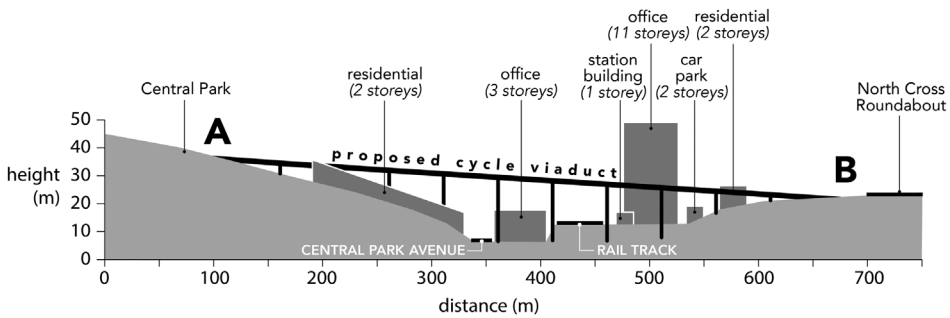 office
(11 storeys)
residential
(2 storeys)
station
building
(1 storey)
car
park
(2 storeys)
residential
(2 storeys)
office
(3 storeys)
Central Park
North Cross
Roundabout
A
proposed cycle viaduct
B
height
(m)
50
40
30
20
10
0
CENTRAL PARK AVENUE
RAIL TRACK
0
100
200
300
400
500
600
700
distance (m)